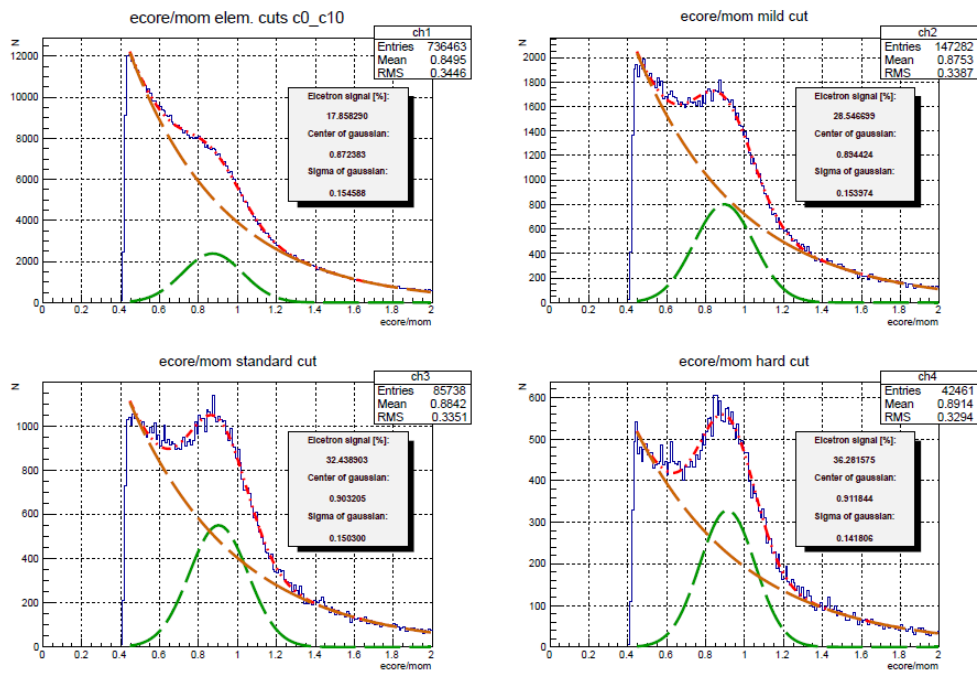 ecore/mom elem. cuts c0_c10
ch1
Entries 736463
Mean 0.8495
RMS 0.3446
N
12000
10000
8000
6000
4000
2000
0
Elcetron signal [%]:
17.858290
Center of gaussian:
0.872383
Sigma of gaussian:
0.154588
0 0.2 0.4 0.6 0.8 1 1.2 1.4 1.6 1.8 2
ecore/mom
ecore/mom mild cut
ch2
Entries 147282
Mean 0.8753
RMS 0.3387
N
2000
1800
1600
1400
1200
1000
800
600
400
200
0
Elcetron signal [%]:
28.546699
Center of gaussian:
0.894424
Sigma of gaussian:
0.153974
0 0.2 0.4 0.6 0.8 1 1.2 1.4 1.6 1.8 2
ecore/mom
ecore/mom standard cut
ch3
Entries 85738
Mean 0.8842
RMS 0.3351
N
1000
800
600
400
200
0
Elcetron signal [%]:
32.438903
Center of gaussian:
0.903205
Sigma of gaussian:
0.150300
0 0.2 0.4 0.6 0.8 1 1.2 1.4 1.6 1.8 2
ecore/mom
ecore/mom hard cut
ch4
Entries 42461
Mean 0.8914
RMS 0.3294
N
600
500
400
300
200
100
0
Elcetron signal [%]:
36.281575
Center of gaussian:
0.911844
Sigma of gaussian:
0.141806
0 0.2 0.4 0.6 0.8 1 1.2 1.4 1.6 1.8 2
ecore/mom